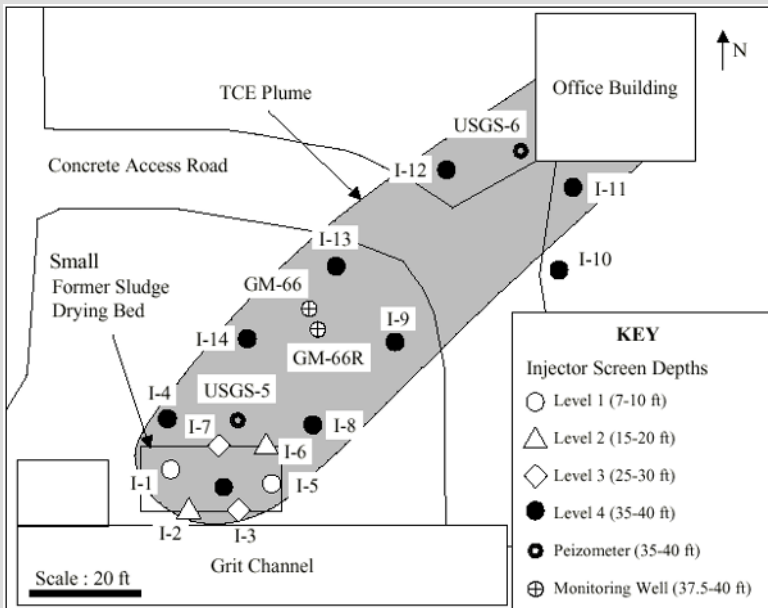 N
Office Building
TCE Plume
USGS-6
Concrete Access Road
I-12
I-11
I-13
Small
Former Sludge
Drying Bed
GM-66
I-10
I-14
I-9
GM-66R
I-4
USGS-5
I-7
I-8
I-6
I-1
I-5
I-2
I-3
Grit Channel
Scale : 20 ft
KEY
Injector Screen Depths
Level 1 (7-10 ft)
Level 2 (15-20 ft)
Level 3 (25-30 ft)
Level 4 (35-40 ft)
Peizometer (35-40 ft)
Monitoring Well (37.5-40 ft)